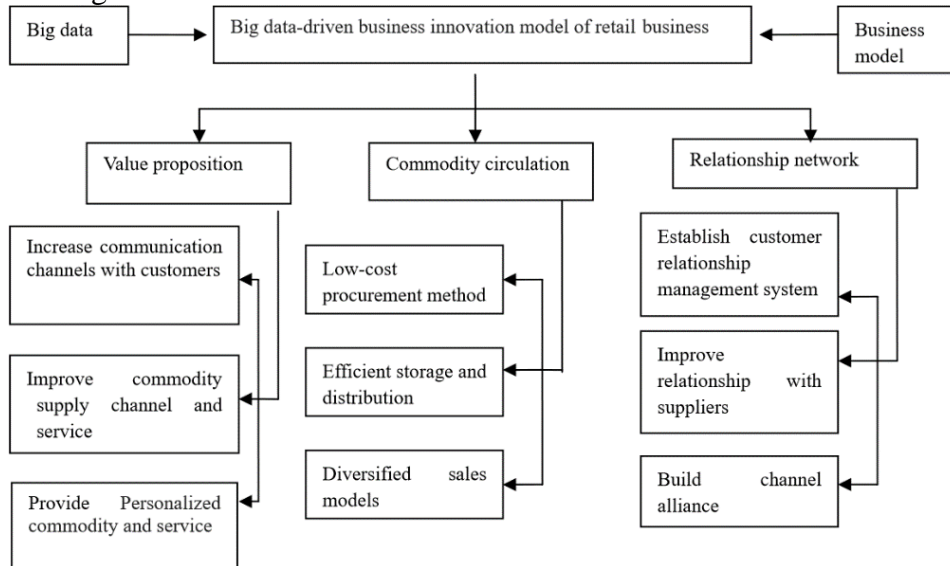 Big data
Big data-driven business innovation model of retail business
Business
model
Value proposition
Commodity circulation
Relationship network
Increase communication
channels with customers
Improve commodity
supply channel and
service
Provide Personalized
commodity and service
Low-cost
procurement method
Efficient storage and
distribution
Diversified sales
models
Establish customer
relationship
management system
Improve
relationship with
suppliers
Build channel
alliance